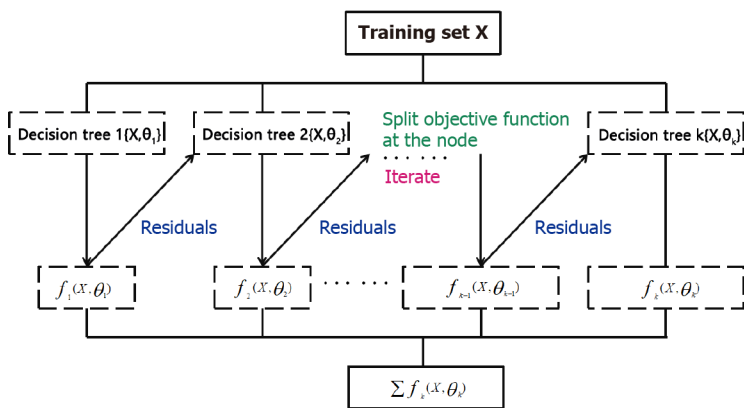 Training set X
Decision tree 1{X,θ₁}
Decision tree 2{X,θ₂}
Split objective function
at the node
......
Decision tree k{X,θₖ}
Iterate
Residuals
Residuals
Residuals
f₁(X,θ₁)
f₂(X,θ₂)
......
fₖ₋₁(X,θₖ₋₁)
fₖ(X,θₖ)
∑fₖ(X,θₖ)